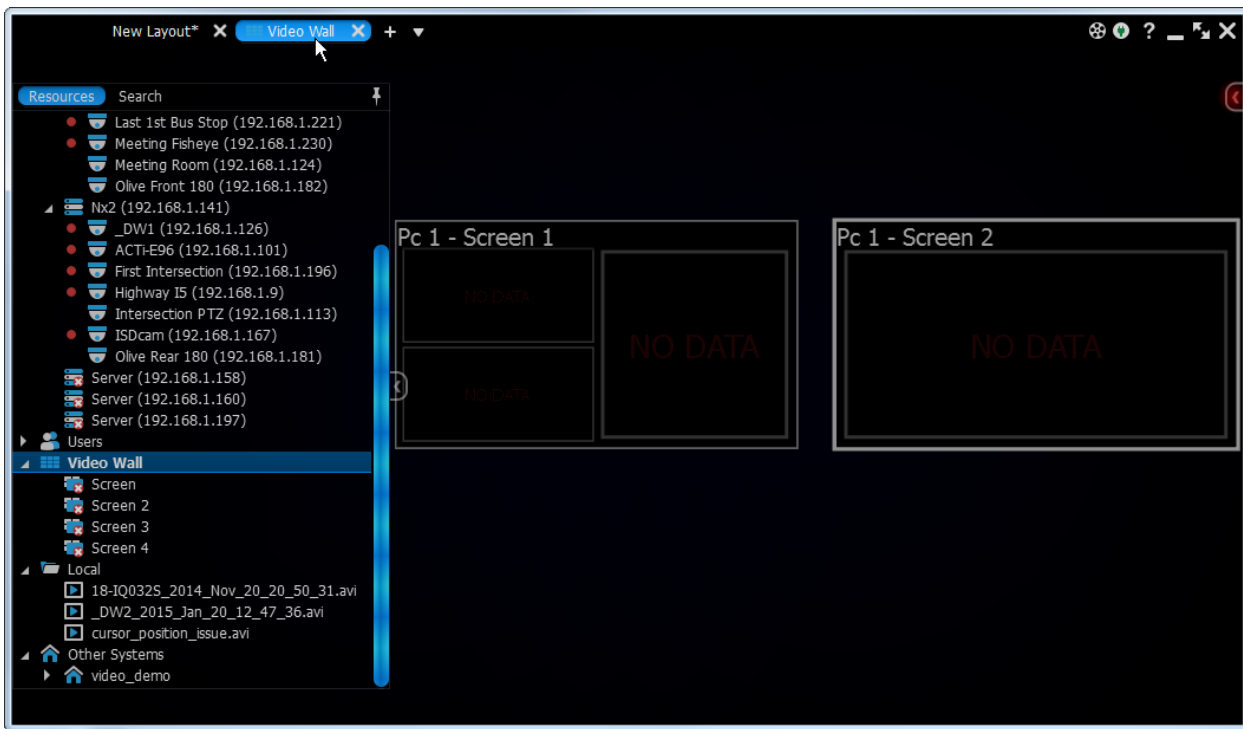 New Layout*
Video Wall
?
Resources Search
Last 1st Bus Stop (192.168.1.221)
Meeting Fisheye (192.168.1.230)
Meeting Room (192.168.1.124)
Olive Front 180 (192.168.1.182)
Nx2 (192.168.1.141)
_DW1 (192.168.1.126)
ACTi-E96 (192.168.1.101)
First Intersection (192.168.1.196)
Highway I5 (192.168.1.9)
Intersection PTZ (192.168.1.113)
ISDcam (192.168.1.167)
Olive Rear 180 (192.168.1.181)
Server (192.168.1.158)
Server (192.168.1.160)
Server (192.168.1.197)
Users
Video Wall
Screen
Screen 2
Screen 3
Screen 4
Local
18-IQ032S_2014_Nov_20_20_50_31.avi
_DW2_2015_Jan_20_12_47_36.avi
cursor_position_issue.avi
Other Systems
video_demo
Pc 1 - Screen 1
NO DATA
NO DATA
NO DATA
Pc 1 - Screen 2
NO DATA